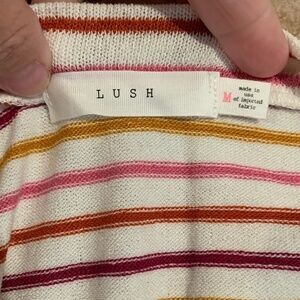 LUSH
M
made in
usa
of imported
fabric